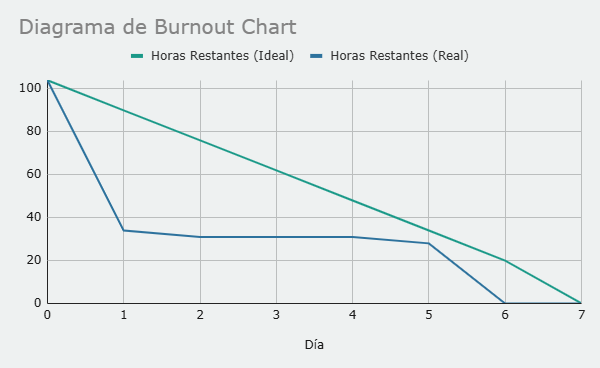 Diagrama de Burnout Chart
Horas Restantes (Ideal) Horas Restantes (Real)
100
80
60
40
20
0
0 1 2 3 4 5 6 7
Día